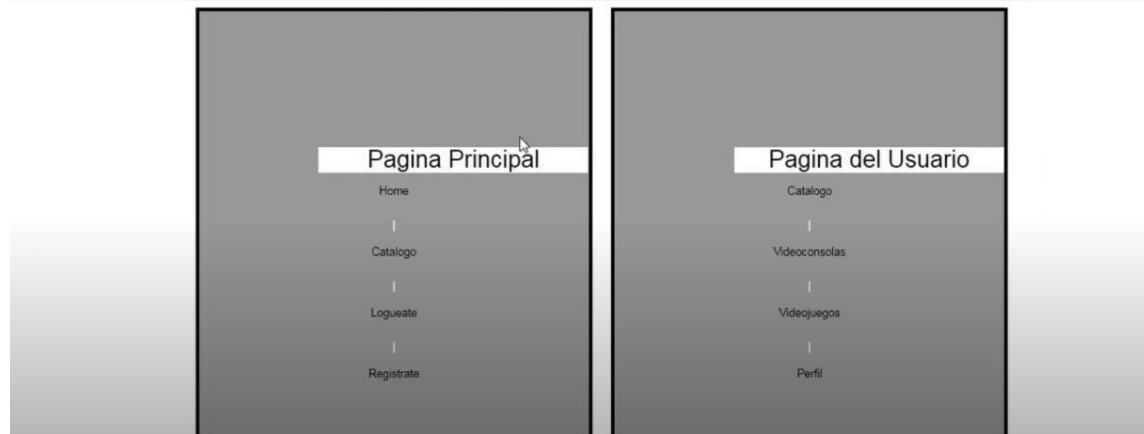 Pagina Principal
Home
|
Catalogo
|
Logueate
|
Registrate
Pagina del Usuario
Catalogo
|
Videoconsolas
|
Videojuegos
|
Perfil